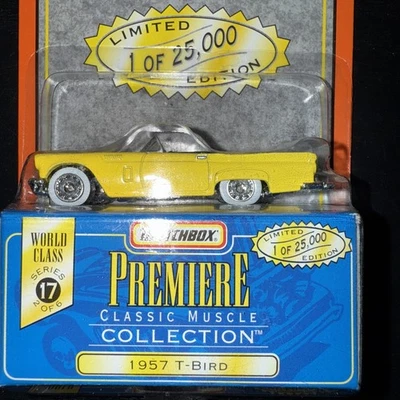 LIMITED
1 OF 25,000
EDITION
WORLD
CLASS
SERIES
17
2 OF 6
MATCHBOX
LIMITED
1 OF 25,000
EDITION
PREMIERE
CLASSIC MUSCLE
COLLECTION™
1957 T-BIRD